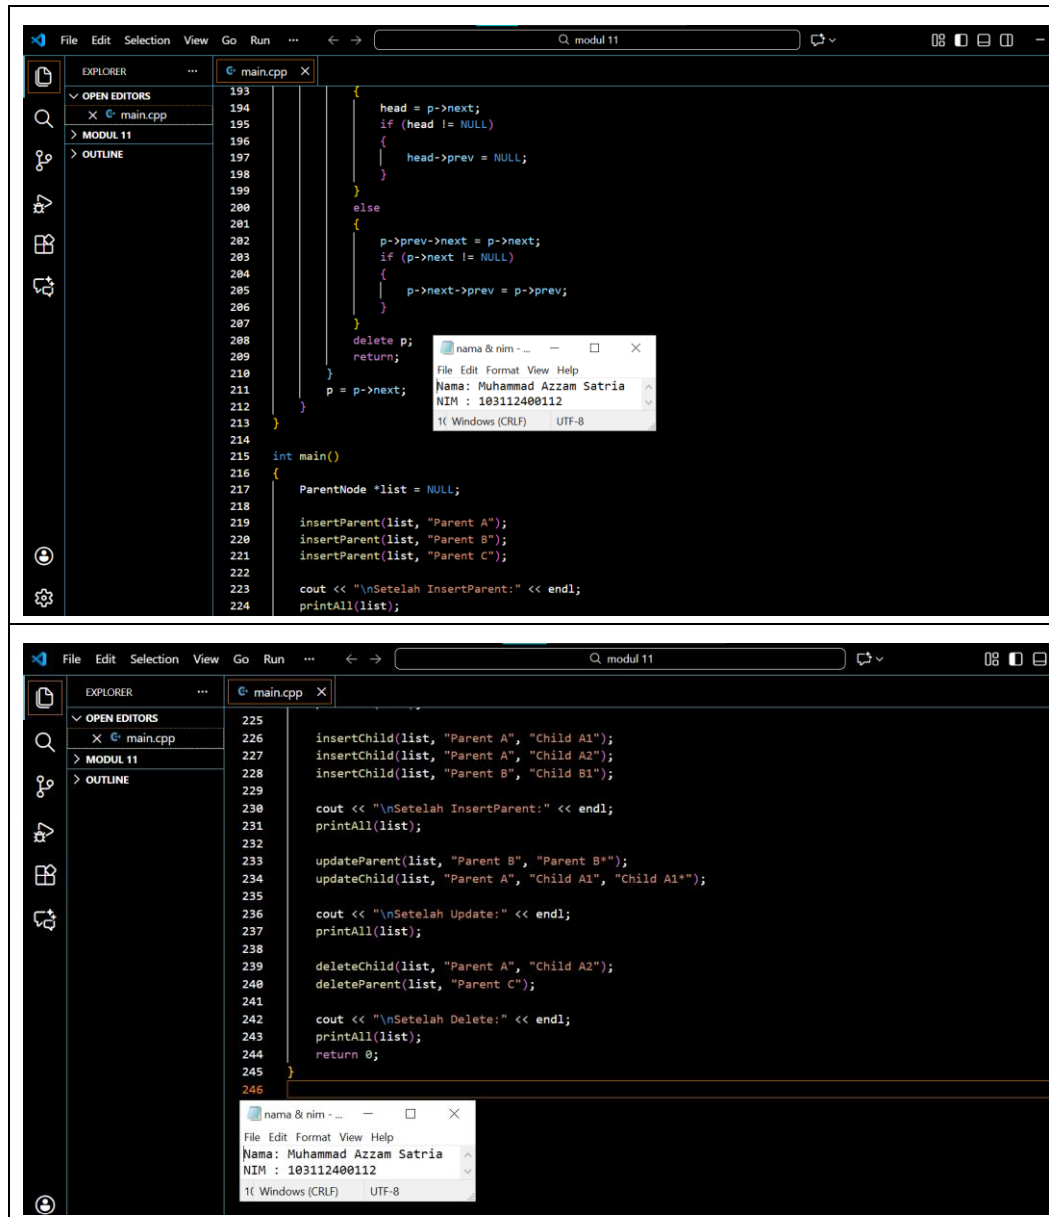 File Edit Selection View Go Run ··· ← → modul 11
EXPLORER ···
OPEN EDITORS
main.cpp
MODUL 11
OUTLINE
main.cpp
193 {
194 head = p->next;
195 if (head != NULL)
196 {
197 head->prev = NULL;
198 }
199 }
200 else
201 {
202 p->prev->next = p->next;
203 if (p->next != NULL)
204 {
205 p->next->prev = p->prev;
206 }
207 }
208 delete p;
209 return;
210 }
211 p = p->next;
212 }
213 }
214
215 int main()
216 {
217 ParentNode *list = NULL;
218
219 insertParent(list, "Parent A");
220 insertParent(list, "Parent B");
221 insertParent(list, "Parent C");
222
223 cout << "\nSetelah InsertParent:" << endl;
224 printAll(list);
nama & nim - ...
File Edit Format View Help
Nama: Muhammad Azzam Satria
NIM : 103112400112
Windows (CRLF) UTF-8
File Edit Selection View Go Run ··· ← → modul 11
EXPLORER ···
OPEN EDITORS
main.cpp
MODUL 11
OUTLINE
main.cpp
225
226 insertChild(list, "Parent A", "Child A1");
227 insertChild(list, "Parent A", "Child A2");
228 insertChild(list, "Parent B", "Child B1");
229
230 cout << "\nSetelah InsertParent:" << endl;
231 printAll(list);
232
233 updateParent(list, "Parent B", "Parent B*");
234 updateChild(list, "Parent A", "Child A1", "Child A1*");
235
236 cout << "\nSetelah Update:" << endl;
237 printAll(list);
238
239 deleteChild(list, "Parent A", "Child A2");
240 deleteParent(list, "Parent C");
241
242 cout << "\nSetelah Delete:" << endl;
243 printAll(list);
244 return 0;
245 }
246
nama & nim - ...
File Edit Format View Help
Nama: Muhammad Azzam Satria
NIM : 103112400112
Windows (CRLF) UTF-8